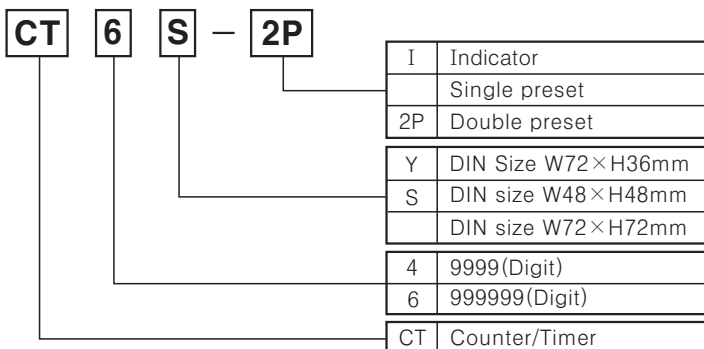 CT 6 S - 2P
I Indicator
Single preset
2P Double preset
Y DIN Size W72×H36mm
S DIN size W48×H48mm
DIN size W72×H72mm
4 9999(Digit)
6 999999(Digit)
CT Counter/Timer